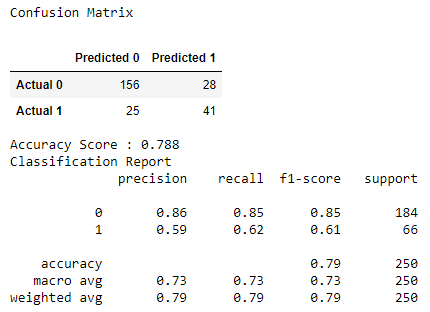 Confusion Matrix
Predicted 0 Predicted 1
Actual 0 156 28
Actual 1 25 41
Accuracy Score : 0.788
Classification Report
precision recall f1-score support
0 0.86 0.85 0.85 184
1 0.59 0.62 0.61 66
accuracy 0.79 250
macro avg 0.73 0.73 0.73 250
weighted avg 0.79 0.79 0.79 250